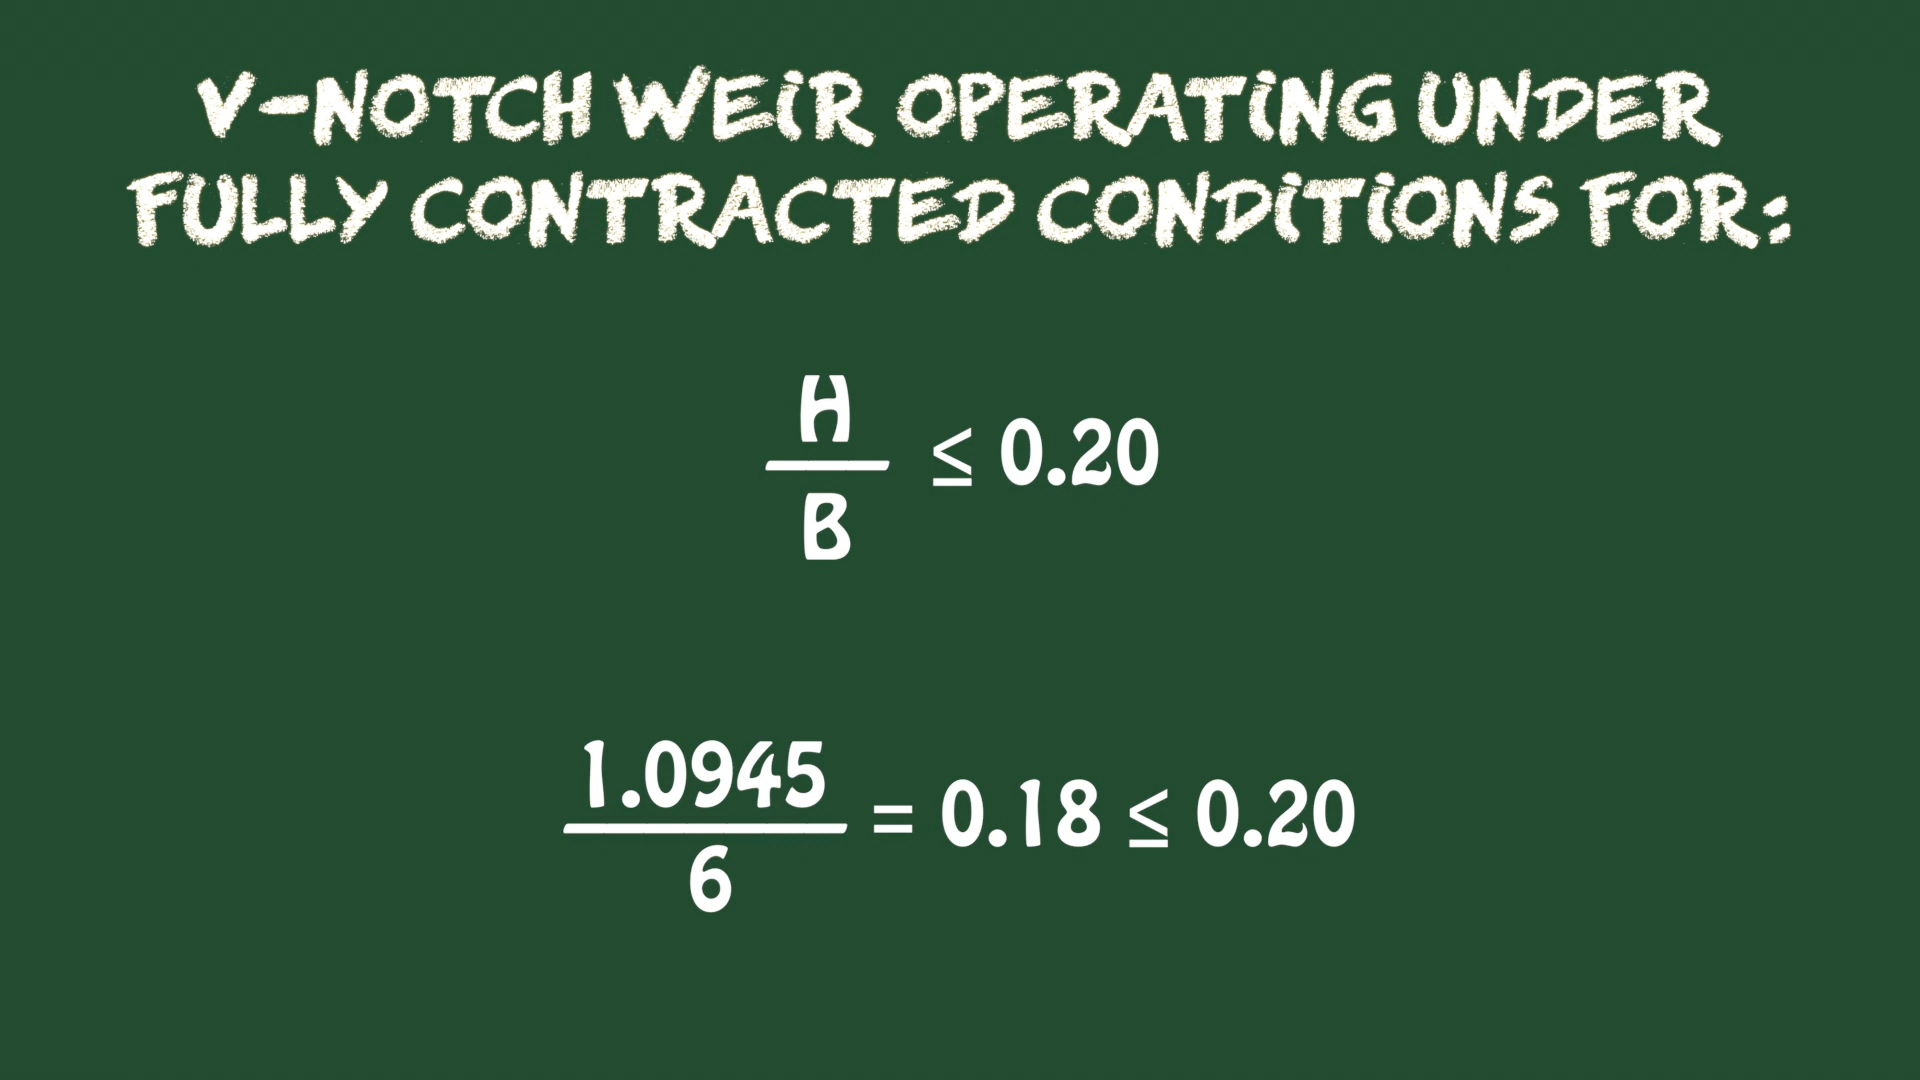 V-NOTCH WEIR OPERATING UNDER
FULLY CONTRACTED CONDITIONS FOR:
H
B
≤ 0.20
1.0945
6
= 0.18 ≤ 0.20